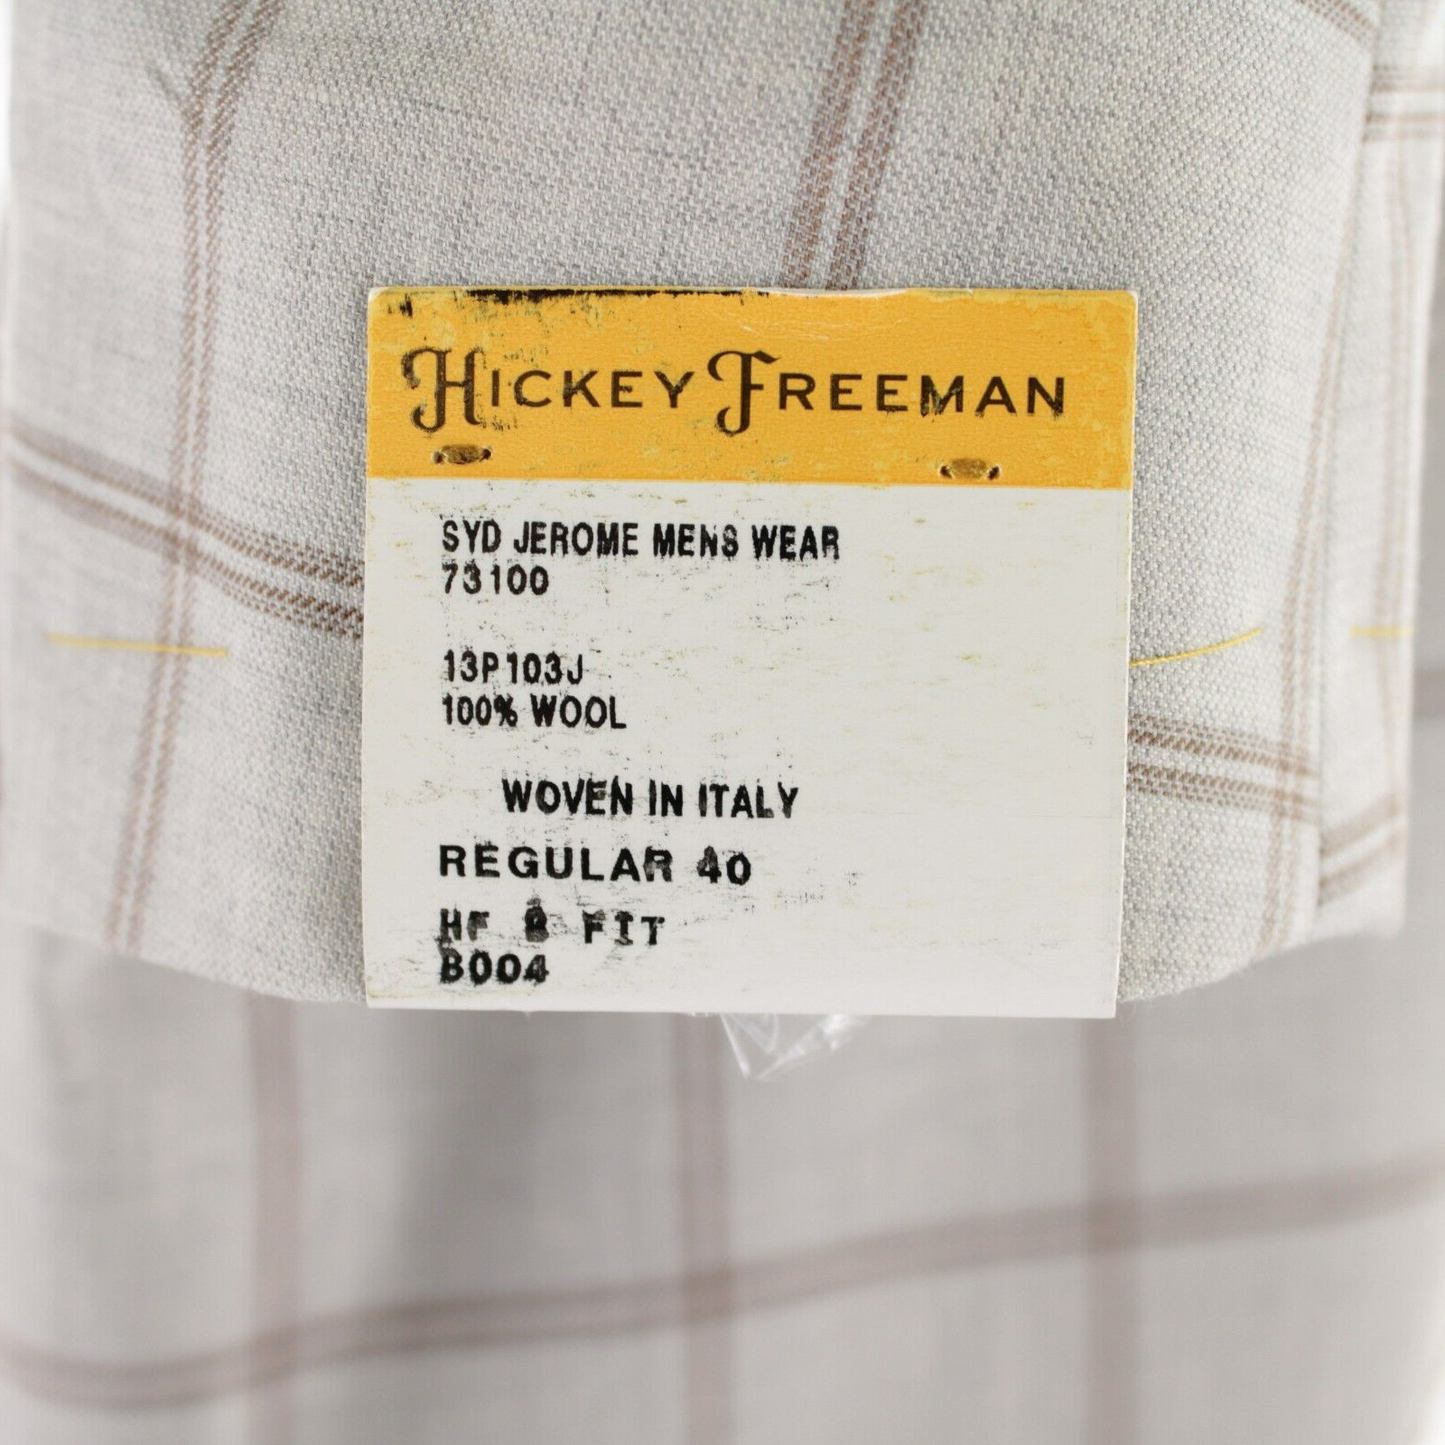 HICKEY FREEMAN
SYD JEROME MENS WEAR
73100
13P103J
100% WOOL
WOVEN IN ITALY
REGULAR 40
HF FIT
B004